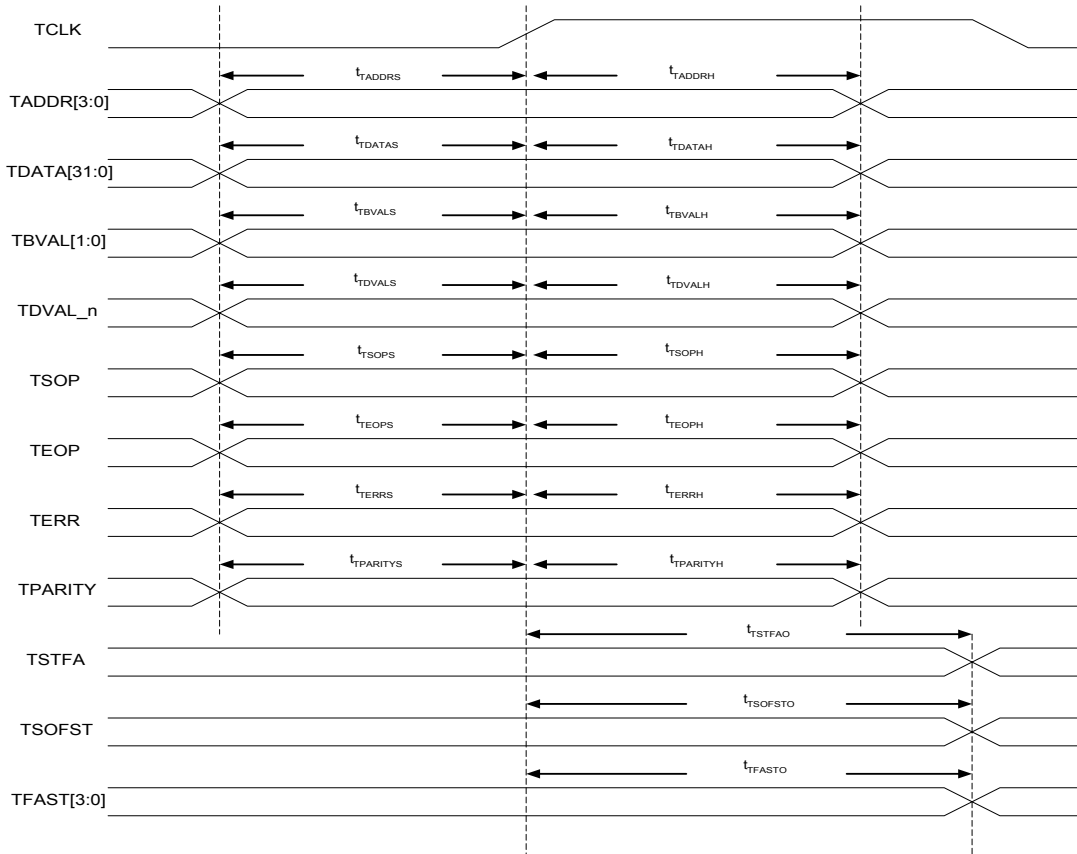 TCLK
tTADDRS tTADDRH
TADDR[3:0]
tTDATAS tTDATAH
TDATA[31:0]
tTBVALS tTBVALH
TBVAL[1:0]
tTDVALS tTDVALH
TDVAL_n
tTSOPS tTSOPH
TSOP
tTEOPS tTEOPH
TEOP
tTERRS tTERRH
TERR
tTPARITYS tTPARITYH
TPARITY
tTSTFAO
TSTFA
tTSOFSTO
TSOFST
tTFASTO
TFAST[3:0]